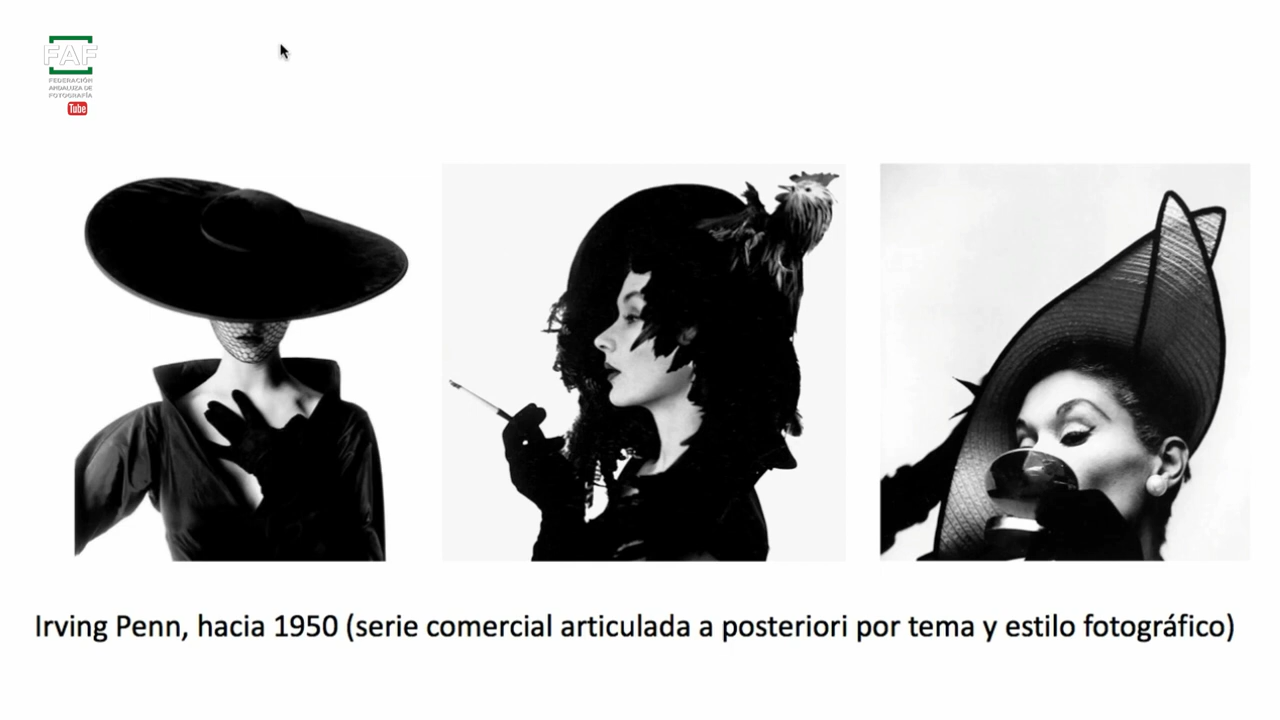 FAF
FEDERACIÓN
ANDALUZA DE
FOTOGRAFÍA
Tube
Irving Penn, hacia 1950 (serie comercial articulada a posteriori por tema y estilo fotográfico)